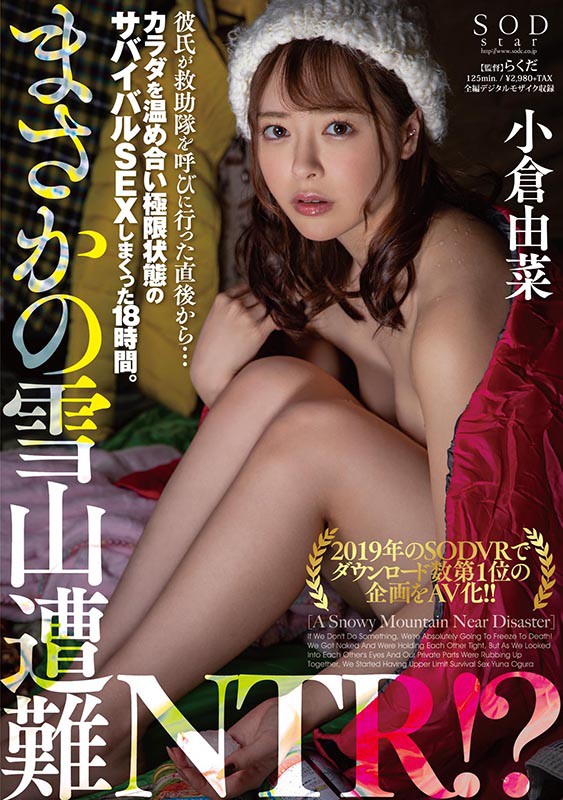 SOD
star
http://www.sodc.co.jp
【監督】らくだ
125min. / ¥2,980+TAX
全編デジタルモザイク収録
小倉由菜
彼氏が救助隊を呼びに行った直後から…
カラダを温め合い極限状態の
サバイバルSEXしまくった18時間。
まさかの雪山遭難NTR!?
2019年のSODVRで
ダウンロード数第1位の
企画をAV化!!
[A Snowy Mountain Near Disaster]
If We Don't Do Something, We're Absolutely Going To Freeze To Death!
We Got Naked And Were Holding Each Other Tight, But As We Looked
Into Each Other's Eyes And Our Private Parts Were Rubbing Up
Together, We Started Having Upper Limit Survival Sex Yuna Ogura